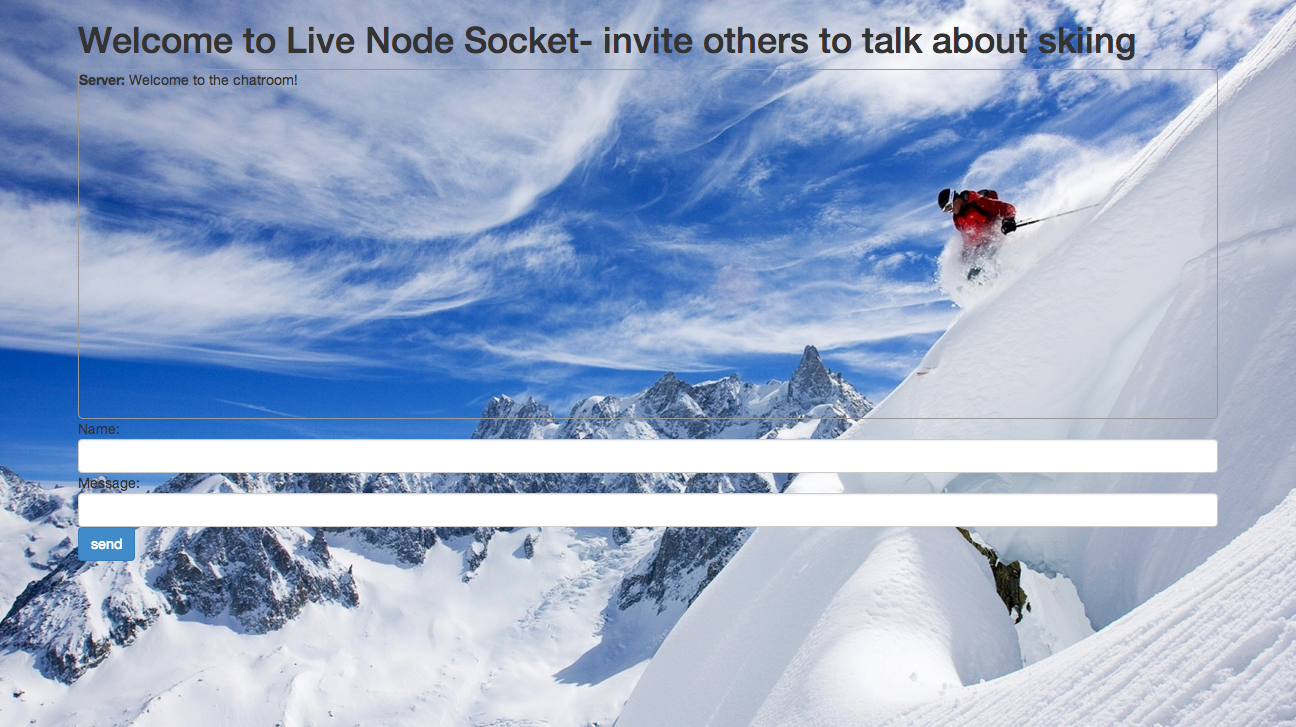 Welcome to Live Node Socket- invite others to talk about skiing
Server: Welcome to the chatroom!
Name:
Message:
send